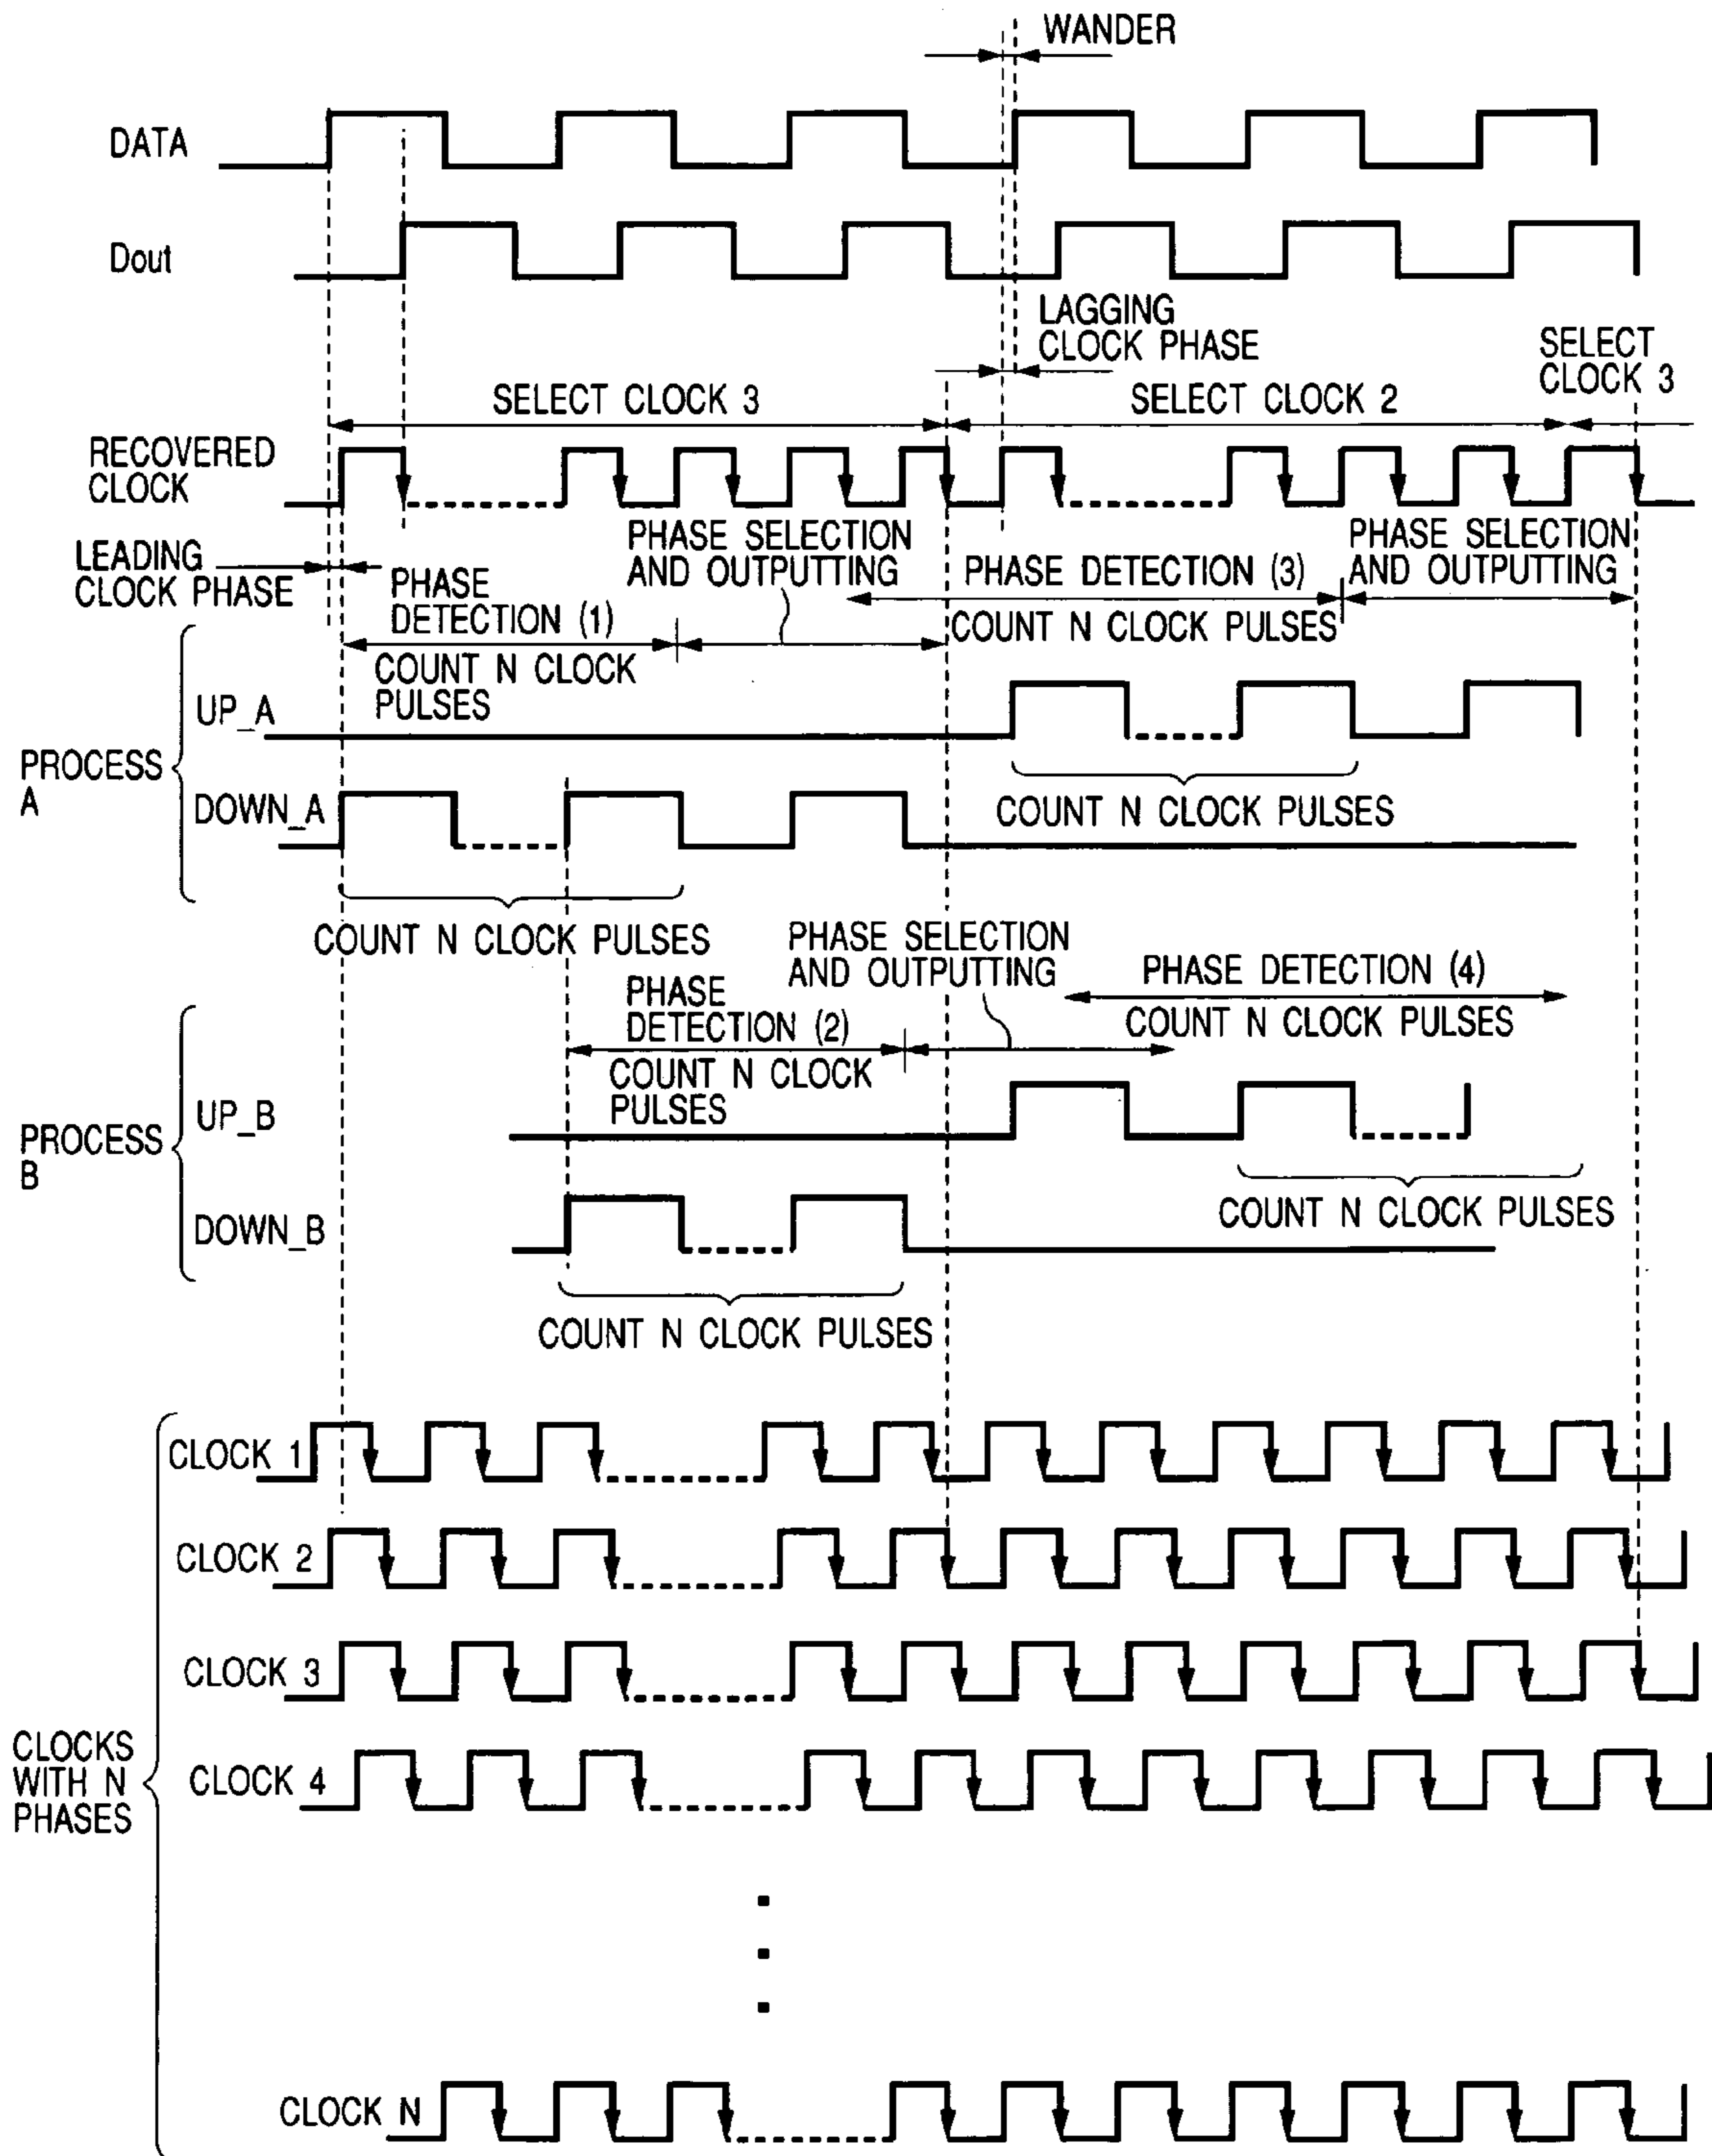 WANDER
DATA
Dout
LAGGING
CLOCK PHASE
SELECT
CLOCK 3
SELECT CLOCK 3
SELECT CLOCK 2
RECOVERED
CLOCK
LEADING
CLOCK PHASE
PHASE
DETECTION (1)
COUNT N CLOCK
PULSES
PHASE SELECTION
AND OUTPUTTING
PHASE DETECTION (3)
COUNT N CLOCK PULSES
PHASE SELECTION
AND OUTPUTTING
PROCESS
A
UP_A
COUNT N CLOCK PULSES
DOWN_A
COUNT N CLOCK PULSES
PHASE
DETECTION (2)
COUNT N CLOCK
PULSES
PHASE SELECTION
AND OUTPUTTING
PHASE DETECTION (4)
COUNT N CLOCK PULSES
PROCESS
B
UP_B
COUNT N CLOCK PULSES
DOWN_B
COUNT N CLOCK PULSES
CLOCKS
WITH N
PHASES
CLOCK 1
CLOCK 2
CLOCK 3
CLOCK 4
CLOCK N